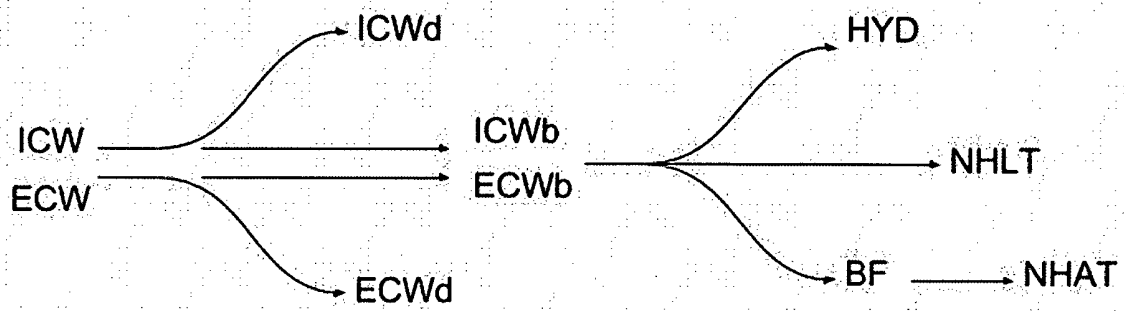 ICWd
HYD
ICW
ICWb
NHLT
ECW
ECWb
ECWd
BF
NHAT